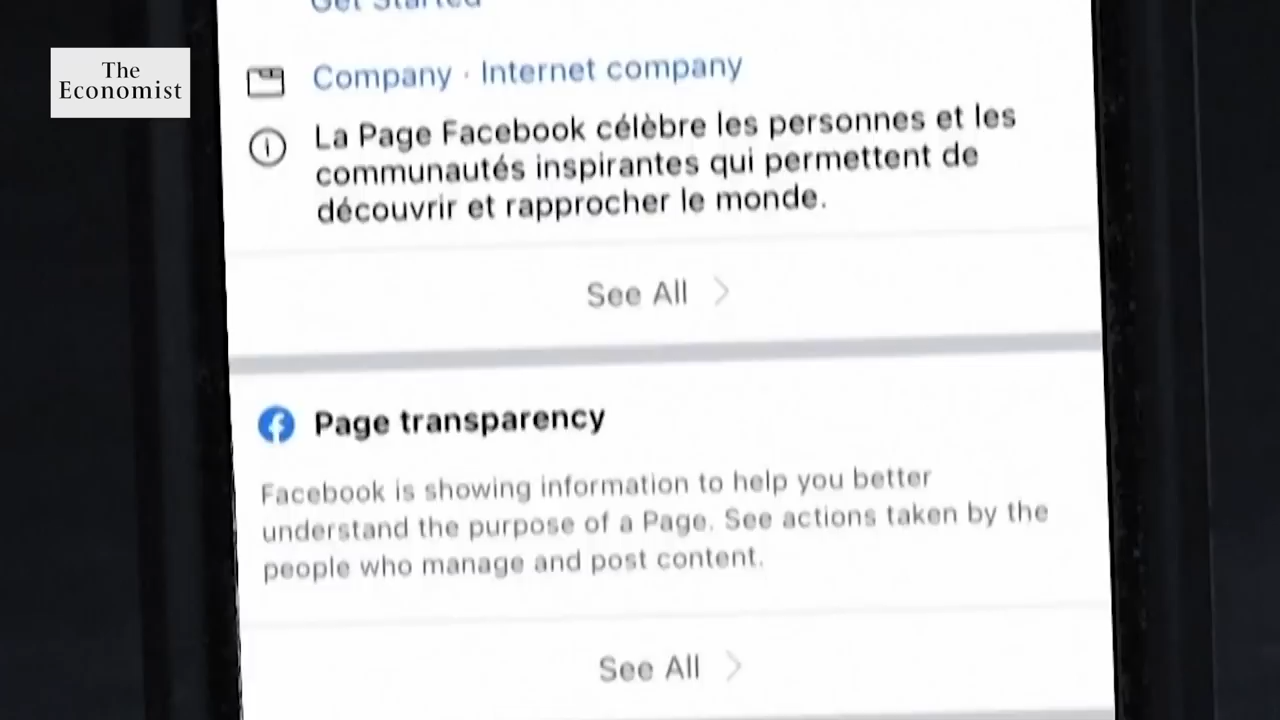 Get Started
The
Economist
Company · Internet company
La Page Facebook célèbre les personnes et les
communautés inspirantes qui permettent de
découvrir et rapprocher le monde.
See All
Page transparency
Facebook is showing information to help you better
understand the purpose of a Page. See actions taken by the
people who manage and post content.
See All